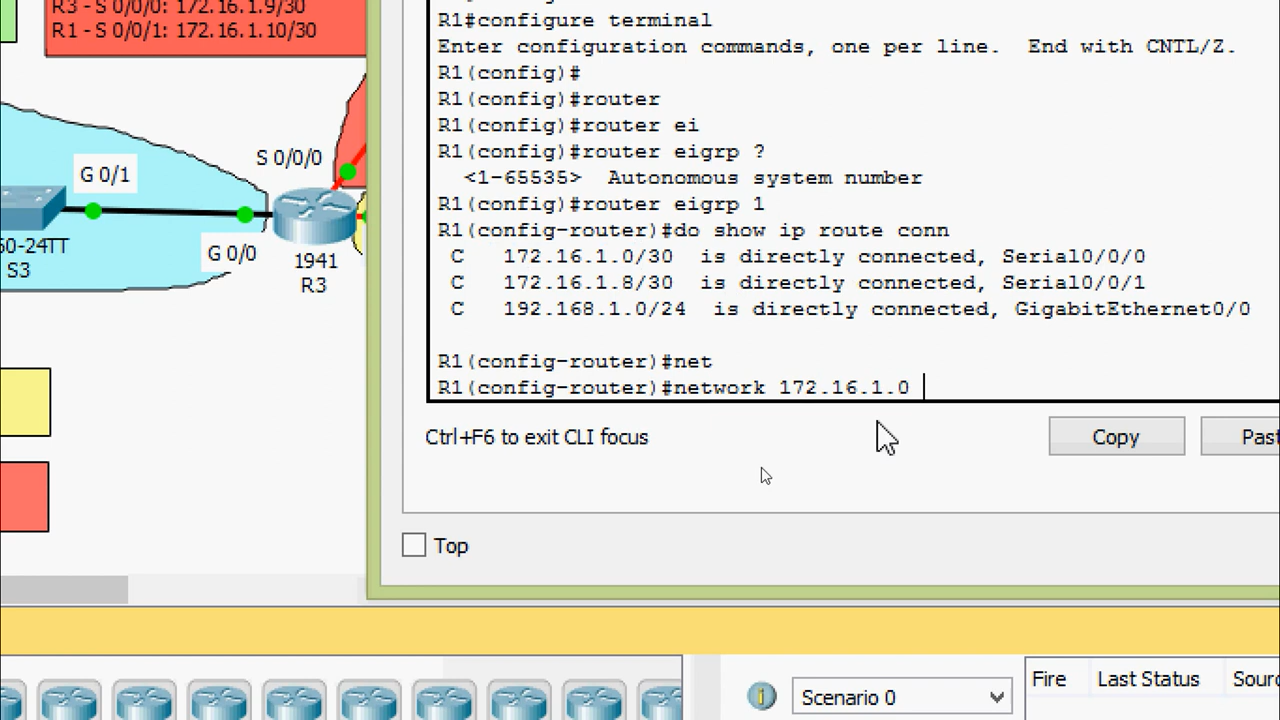 R3 - S 0/0/0: 172.16.1.9/30
R1 - S 0/0/1: 172.16.1.10/30
G 0/1
S 0/0/0
G 0/0
60-24TT
S3
1941
R3
R1#configure terminal
Enter configuration commands, one per line.  End with CNTL/Z.
R1(config)#
R1(config)#router
R1(config)#router ei
R1(config)#router eigrp ?
  <1-65535>  Autonomous system number
R1(config)#router eigrp 1
R1(config-router)#do show ip route conn
 C   172.16.1.0/30  is directly connected, Serial0/0/0
 C   172.16.1.8/30  is directly connected, Serial0/0/1
 C   192.168.1.0/24  is directly connected, GigabitEthernet0/0
R1(config-router)#net
R1(config-router)#network 172.16.1.0
Ctrl+F6 to exit CLI focus
Copy
Past
Top
Scenario 0
Fire
Last Status
Sourc